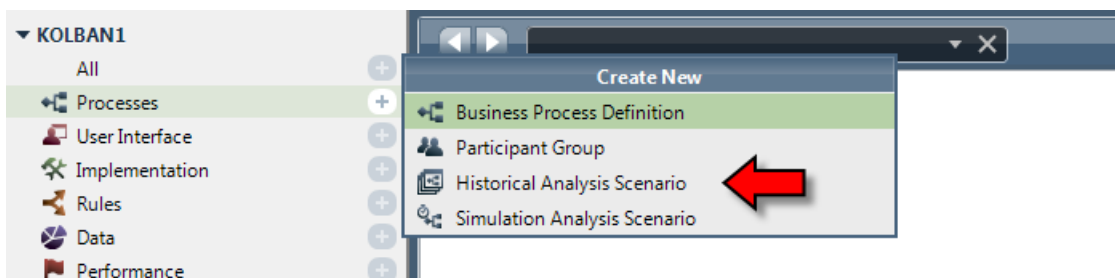 KOLBAN1
All
Processes
User Interface
Implementation
Rules
Data
Performance
Create New
Business Process Definition
Participant Group
Historical Analysis Scenario
Simulation Analysis Scenario